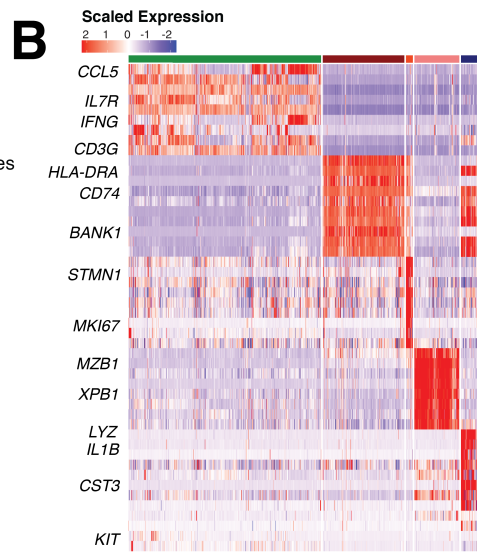 B
Scaled Expression
2 1 0 -1 -2
CCL5
IL7R
IFNG
es
CD3G
HLA-DRA
CD74
BANK1
STMN1
MKI67
MZB1
XPB1
LYZ
IL1B
CST3
KIT